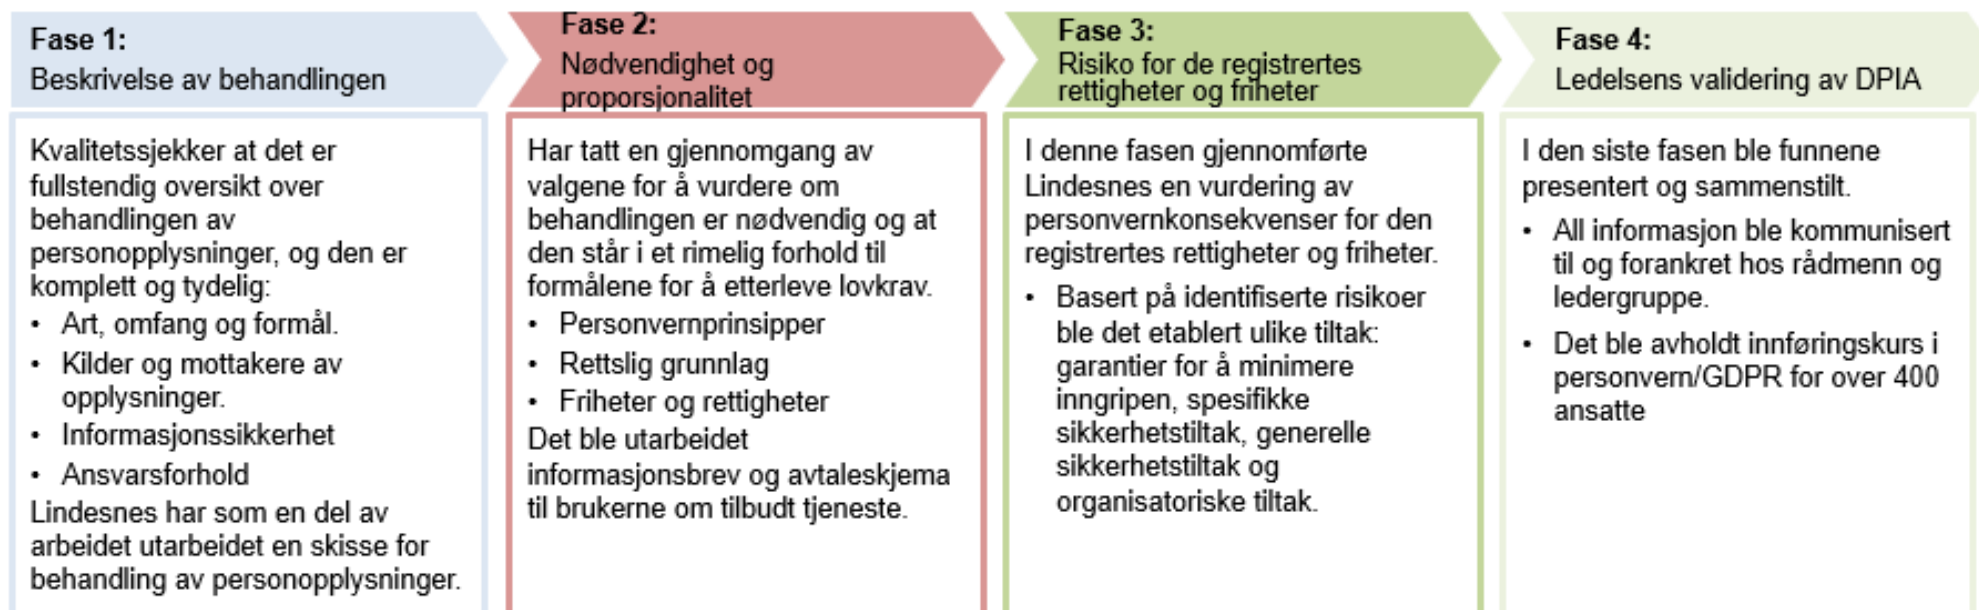 Fase 1:
Beskrivelse av behandlingen
Kvalitetssjekker at det er
fullstendig oversikt over
behandlingen av
personopplysninger, og den er
komplett og tydelig:
• Art, omfang og formål.
• Kilder og mottakere av
opplysninger.
• Informasjonssikkerhet
• Ansvarsforhold
Lindesnes har som en del av
arbeidet utarbeidet en skisse for
behandling av personopplysninger.
Fase 2:
Nødvendighet og
proporsjonalitet
Har tatt en gjennomgang av
valgene for å vurdere om
behandlingen er nødvendig og at
den står i et rimelig forhold til
formålene for å etterleve lovkrav.
• Personvernprinsipper
• Rettslig grunnlag
• Friheter og rettigheter
Det ble utarbeidet
informasjonsbrev og avtaleskjema
til brukerne om tilbudt tjeneste.
Fase 3:
Risiko for de registrertes
rettigheter og friheter
I denne fasen gjennomførte
Lindesnes en vurdering av
personvernkonsekvenser for den
registrertes rettigheter og friheter.
• Basert på identifiserte risikoer
ble det etablert ulike tiltak:
garantier for å minimere
inngripen, spesifikke
sikkerhetstiltak, generelle
sikkerhetstiltak og
organisatoriske tiltak.
Fase 4:
Ledelsens validering av DPIA
I den siste fasen ble funnene
presentert og sammenstilt.
• All informasjon ble kommunisert
til og forankret hos rådmenn og
ledergruppe.
• Det ble avholdt innføringskurs i
personvern/GDPR for over 400
ansatte